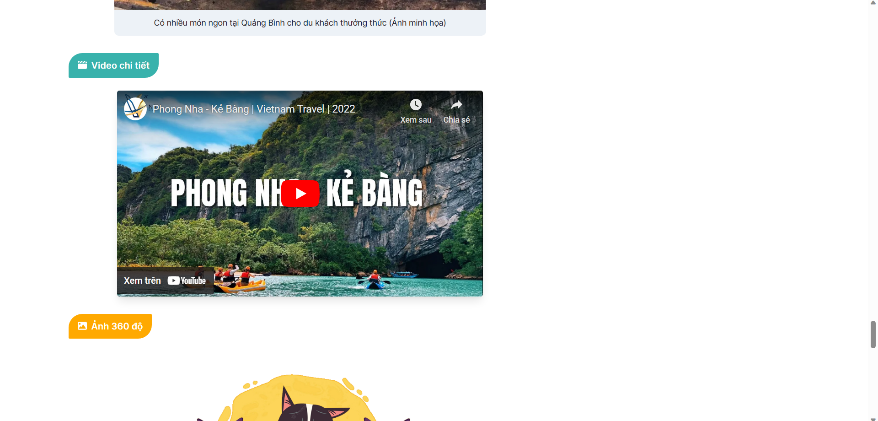 Có nhiều món ngon tại Quảng Bình cho du khách thưởng thức (Ảnh minh họa)
Video chi tiết
Phong Nha - Kẻ Bàng | Vietnam Travel | 2022
Xem sau
Chia sẻ
PHONG NH KẺ BÀNG
Xem trên YouTube
Ảnh 360 độ